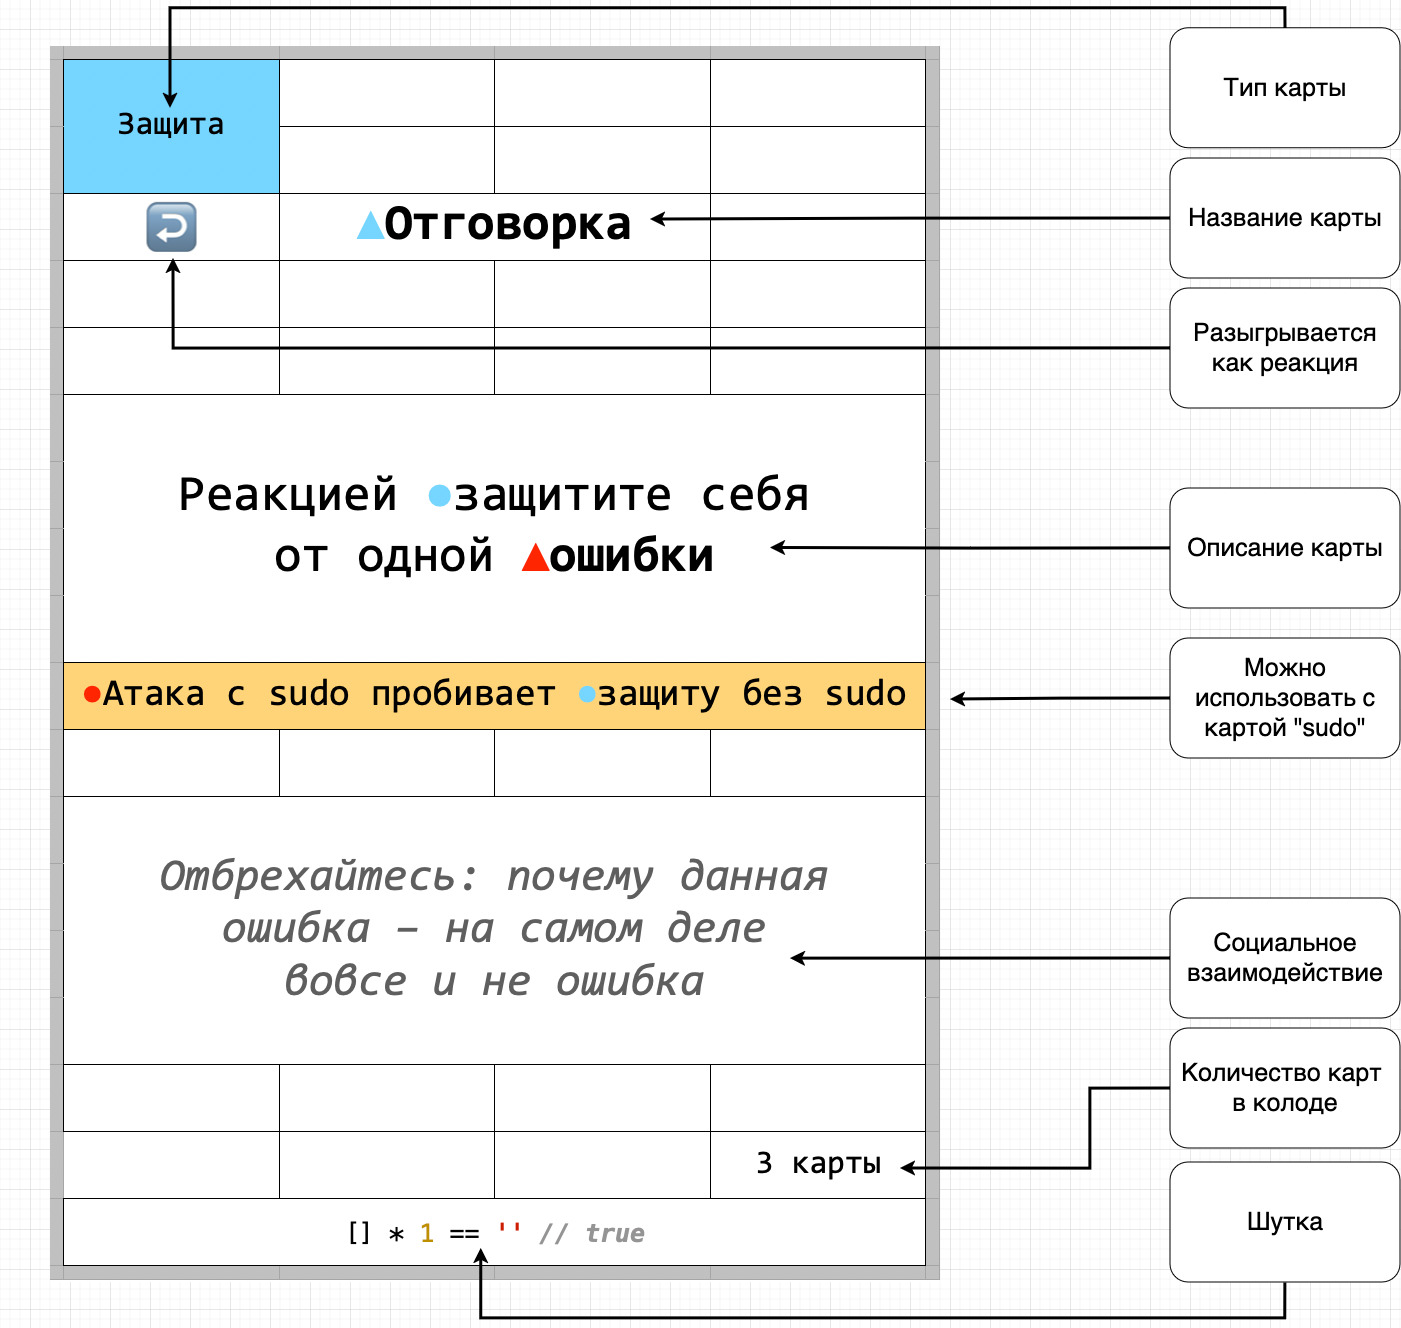 Тип карты
Защита
Название карты
▲Отговорка
Разыгрывается
как реакция
Реакцией ●защитите себя
от одной ▲ошибки
Описание карты
●Атака с sudo пробивает ●защиту без sudo
Можно
использовать с
картой "sudo"
Отбрехайтесь: почему данная
ошибка – на самом деле
вовсе и не ошибка
Социальное
взаимодействие
Количество карт
в колоде
3 карты
[] * 1 == '' // true
Шутка